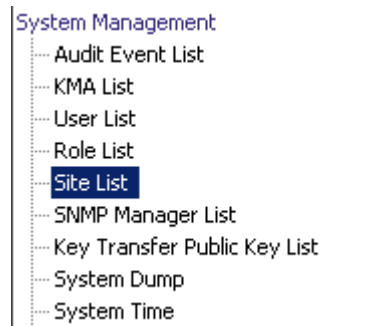 System Management
Audit Event List
KMA List
User List
Role List
Site List
SNMP Manager List
Key Transfer Public Key List
System Dump
System Time